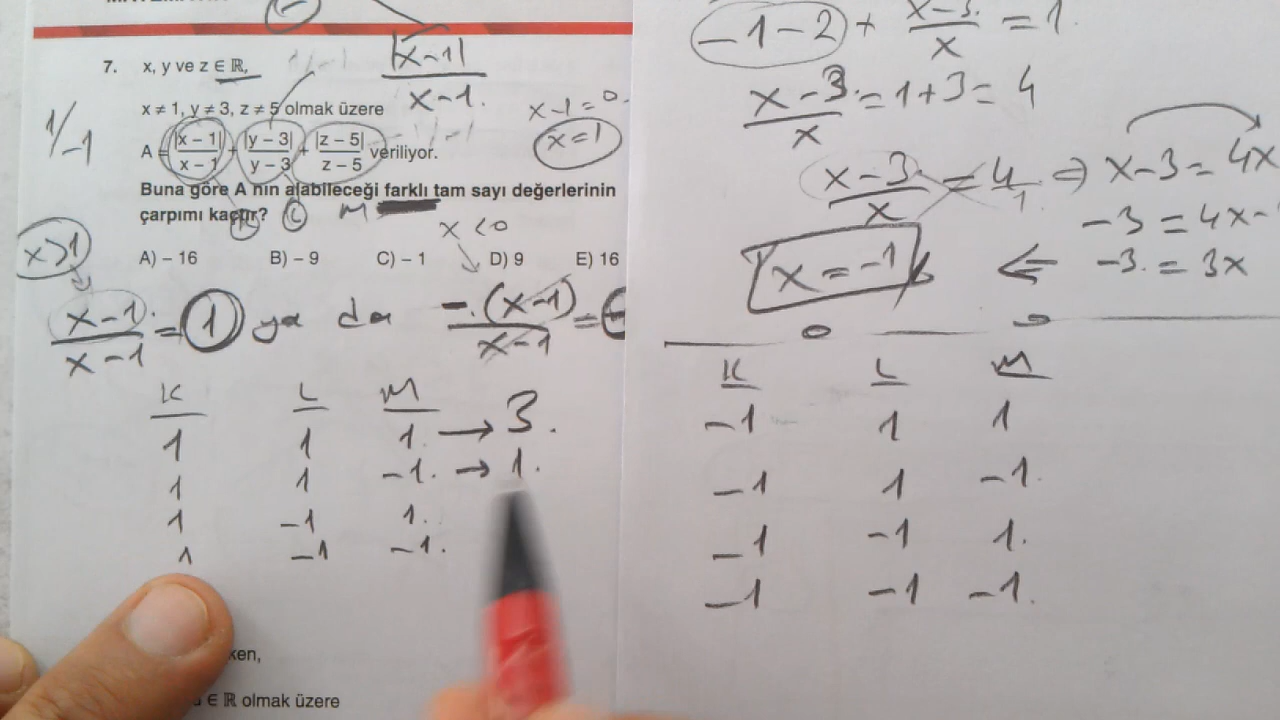 7. x, y ve z ∈ ℝ,
|x-1|
x-1.
x ≠ 1, y ≠ 3, z ≠ 5 olmak üzere
x-1=0
x=1
1/-1
A = |x – 1| / x – 1 + |y – 3| / y – 3 + |z – 5| / z – 5 veriliyor.
Buna göre A nın alabileceği farklı tam sayı değerlerinin
çarpımı kaçtır?
K L M
x<0
x>1
A) – 16 B) – 9 C) – 1 D) 9 E) 16
x-1 / x-1 = 1 ya da -.(x-1) / x-1 = -
K L M
1 1 1. → 3.
1 1 -1. → 1.
1 -1 1.
1 -1 -1.
ken,
∈ ℝ olmak üzere
-1-2 + x-3 / x = 1.
x-3 / x = 1+3 = 4
x-3 / x = 4/1 ⇒ x-3 = 4x
-3 = 4x-
-3 = 3x
x = -1 ⇐
K L M
-1 1 1
-1 1 -1.
-1 -1 1.
-1 -1 -1.